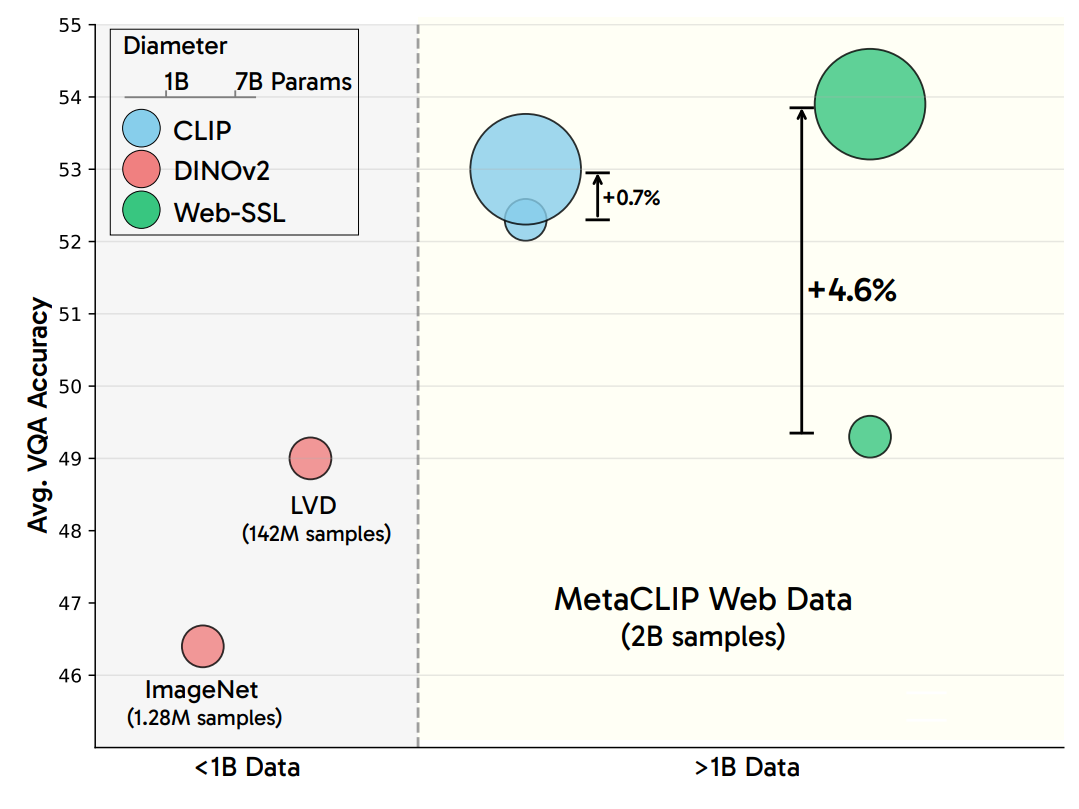 Diameter
1B 7B Params
CLIP
DINOv2
Web-SSL
55
54
53
52
51
50
49
48
47
46
Avg. VQA Accuracy
+0.7%
+4.6%
LVD
(142M samples)
ImageNet
(1.28M samples)
MetaCLIP Web Data
(2B samples)
<1B Data
>1B Data